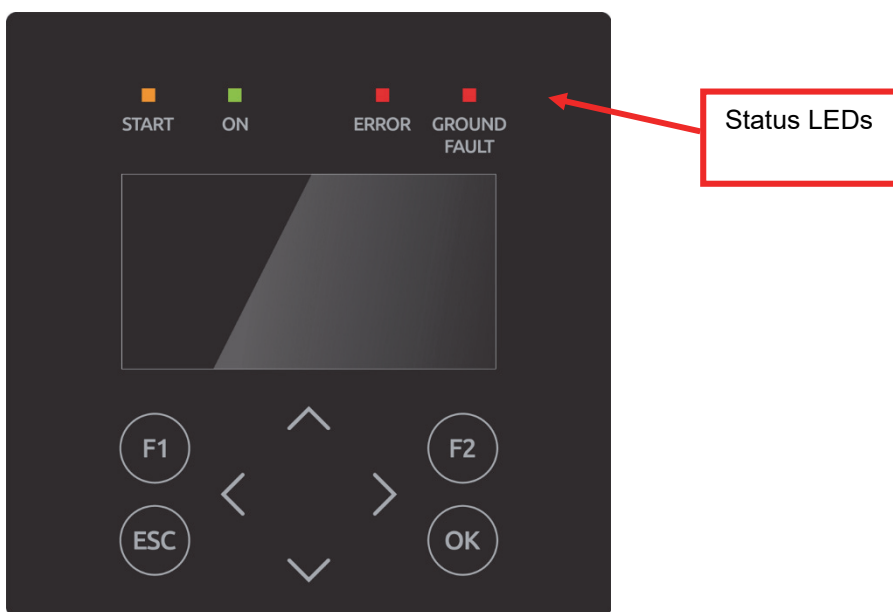 START ON ERROR GROUND
FAULT
Status LEDs
F1 F2
ESC OK